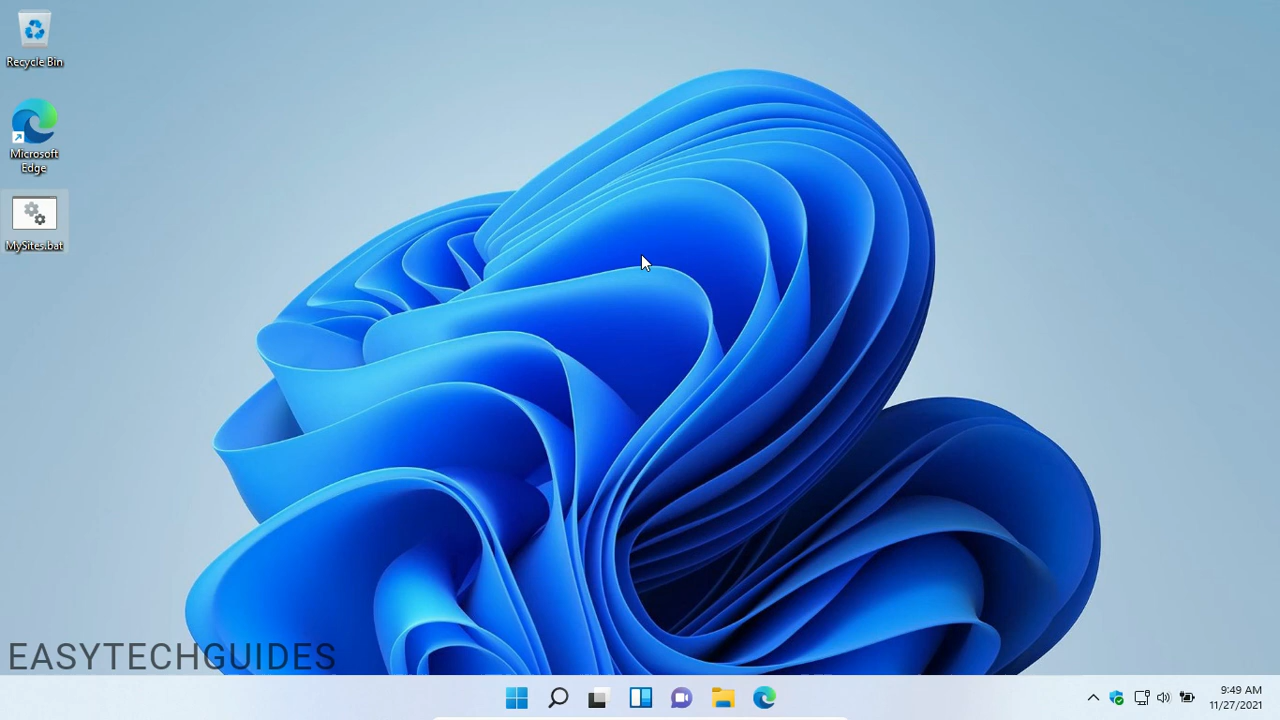 Recycle Bin
Microsoft
Edge
MySites.bat
EASYTECHGUIDES
9:49 AM
11/27/2021